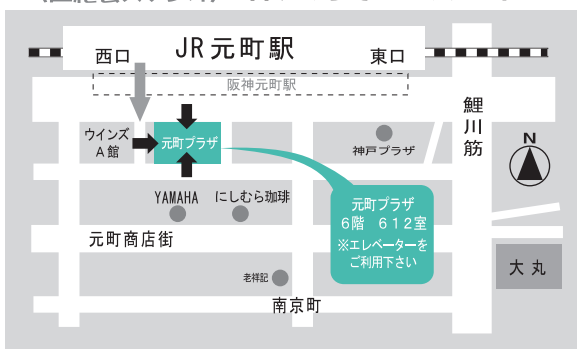 JR元町駅
西口
東口
阪神元町駅
鯉川筋
ウインズ
A館
元町プラザ
神戸プラザ
N
YAMAHA
にしむら珈琲
元町プラザ
6階 612室
※エレベーターを
ご利用下さい
元町商店街
大丸
老祥記
南京町